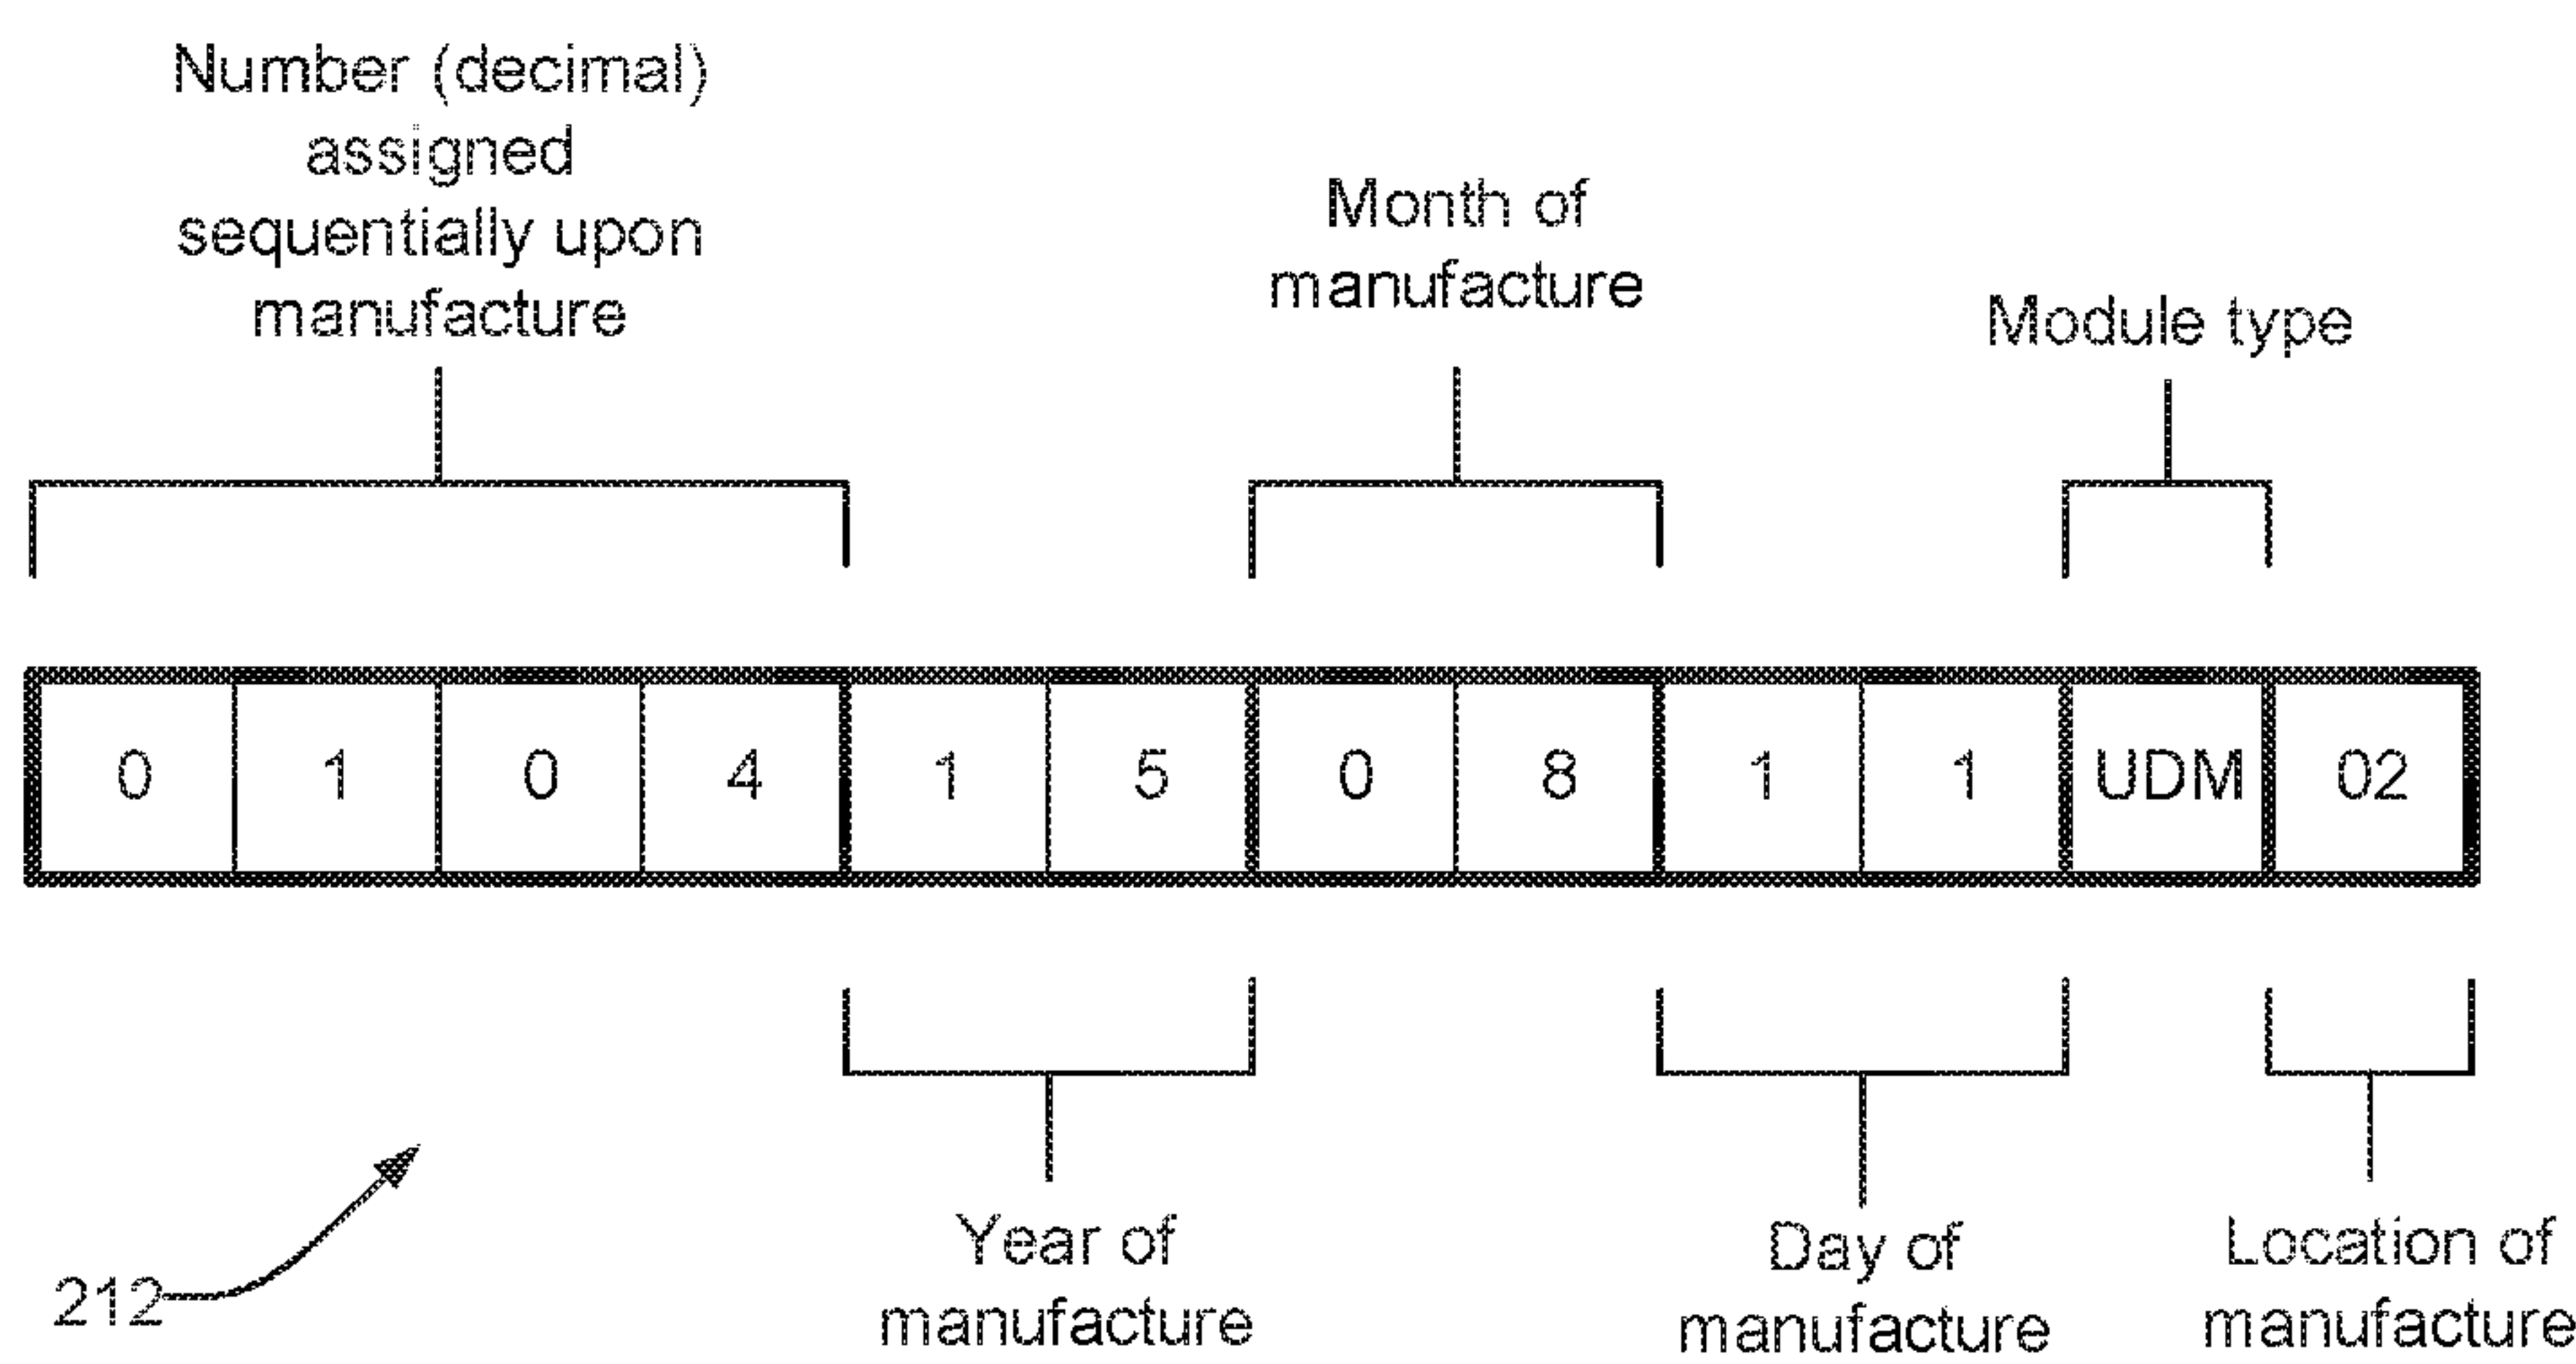 Number (decimal)
assigned
sequentially upon
manufacture
Month of
manufacture
Module type
0 1 0 4 1 5 0 8 1 1 UDM 02
Year of
manufacture
Day of
manufacture
Location of
manufacture
212